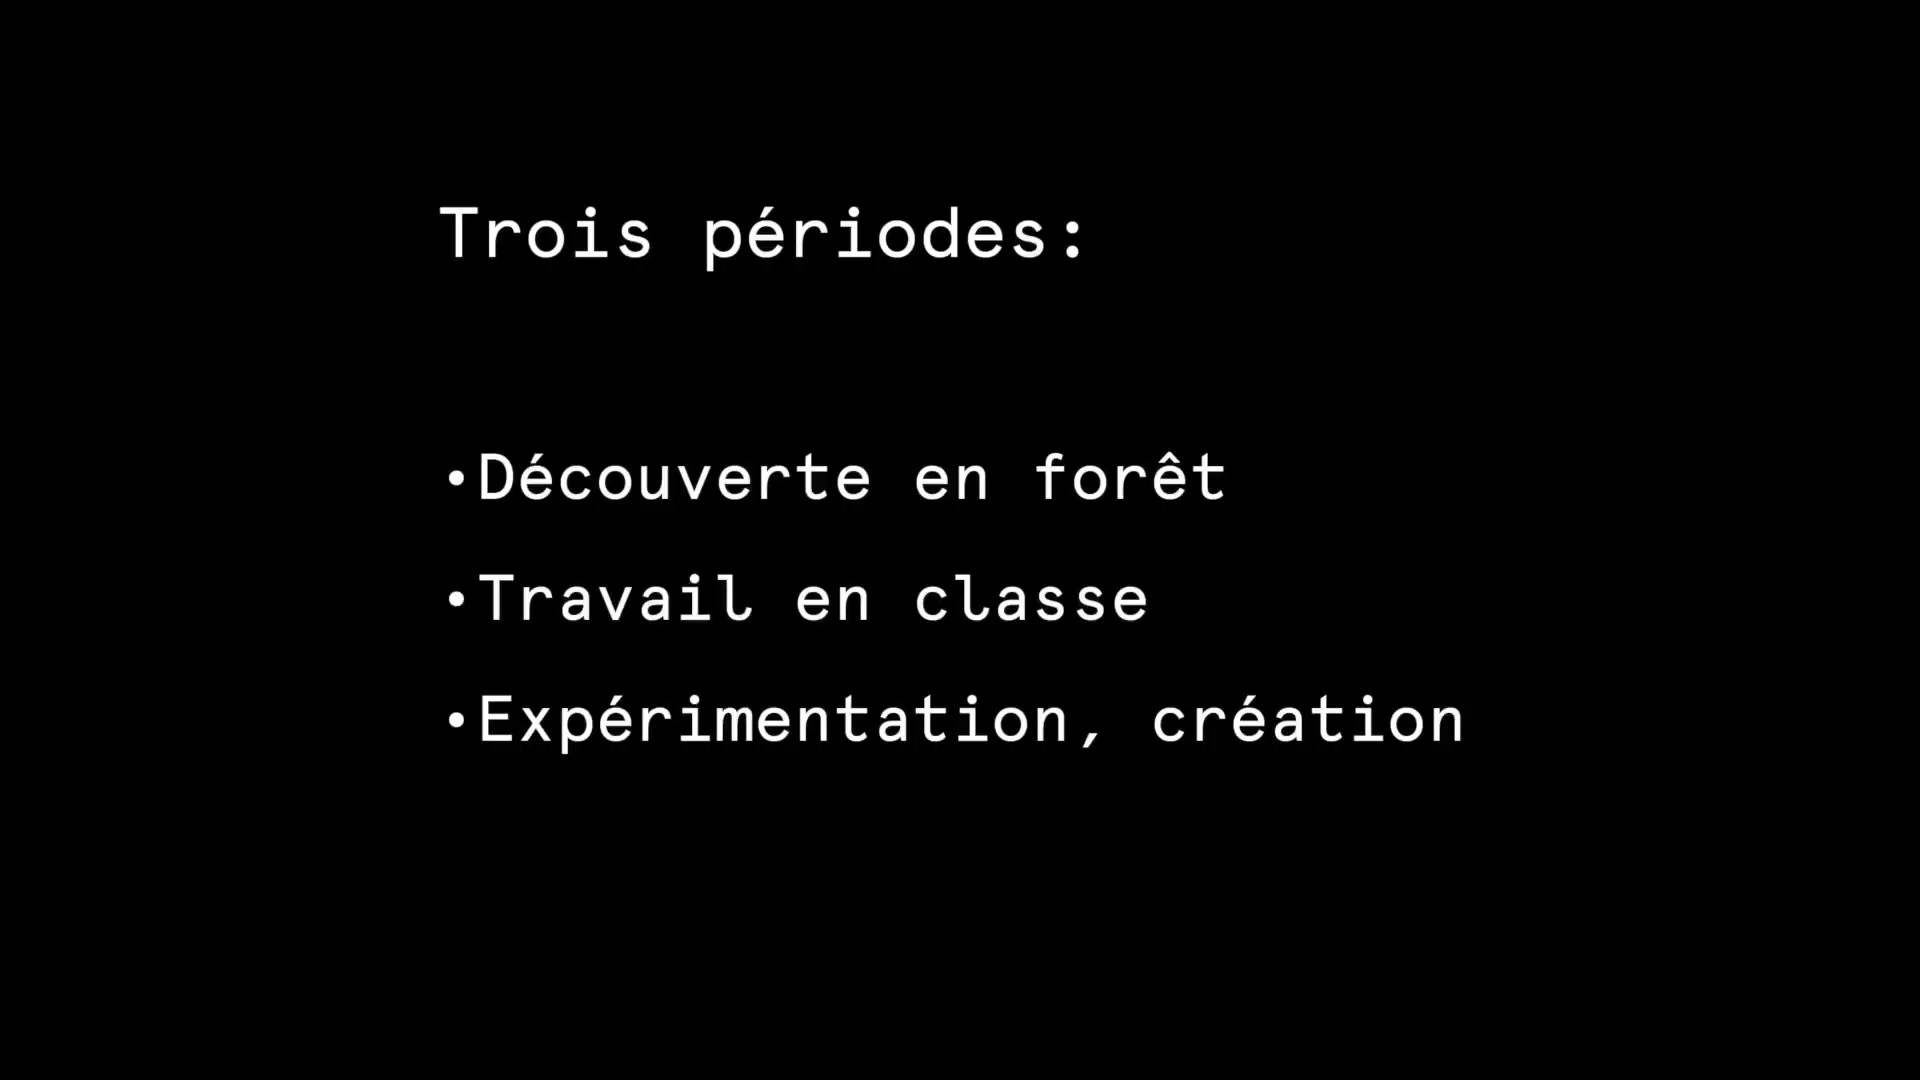 Trois périodes:
•Découverte en forêt
•Travail en classe
•Expérimentation, création